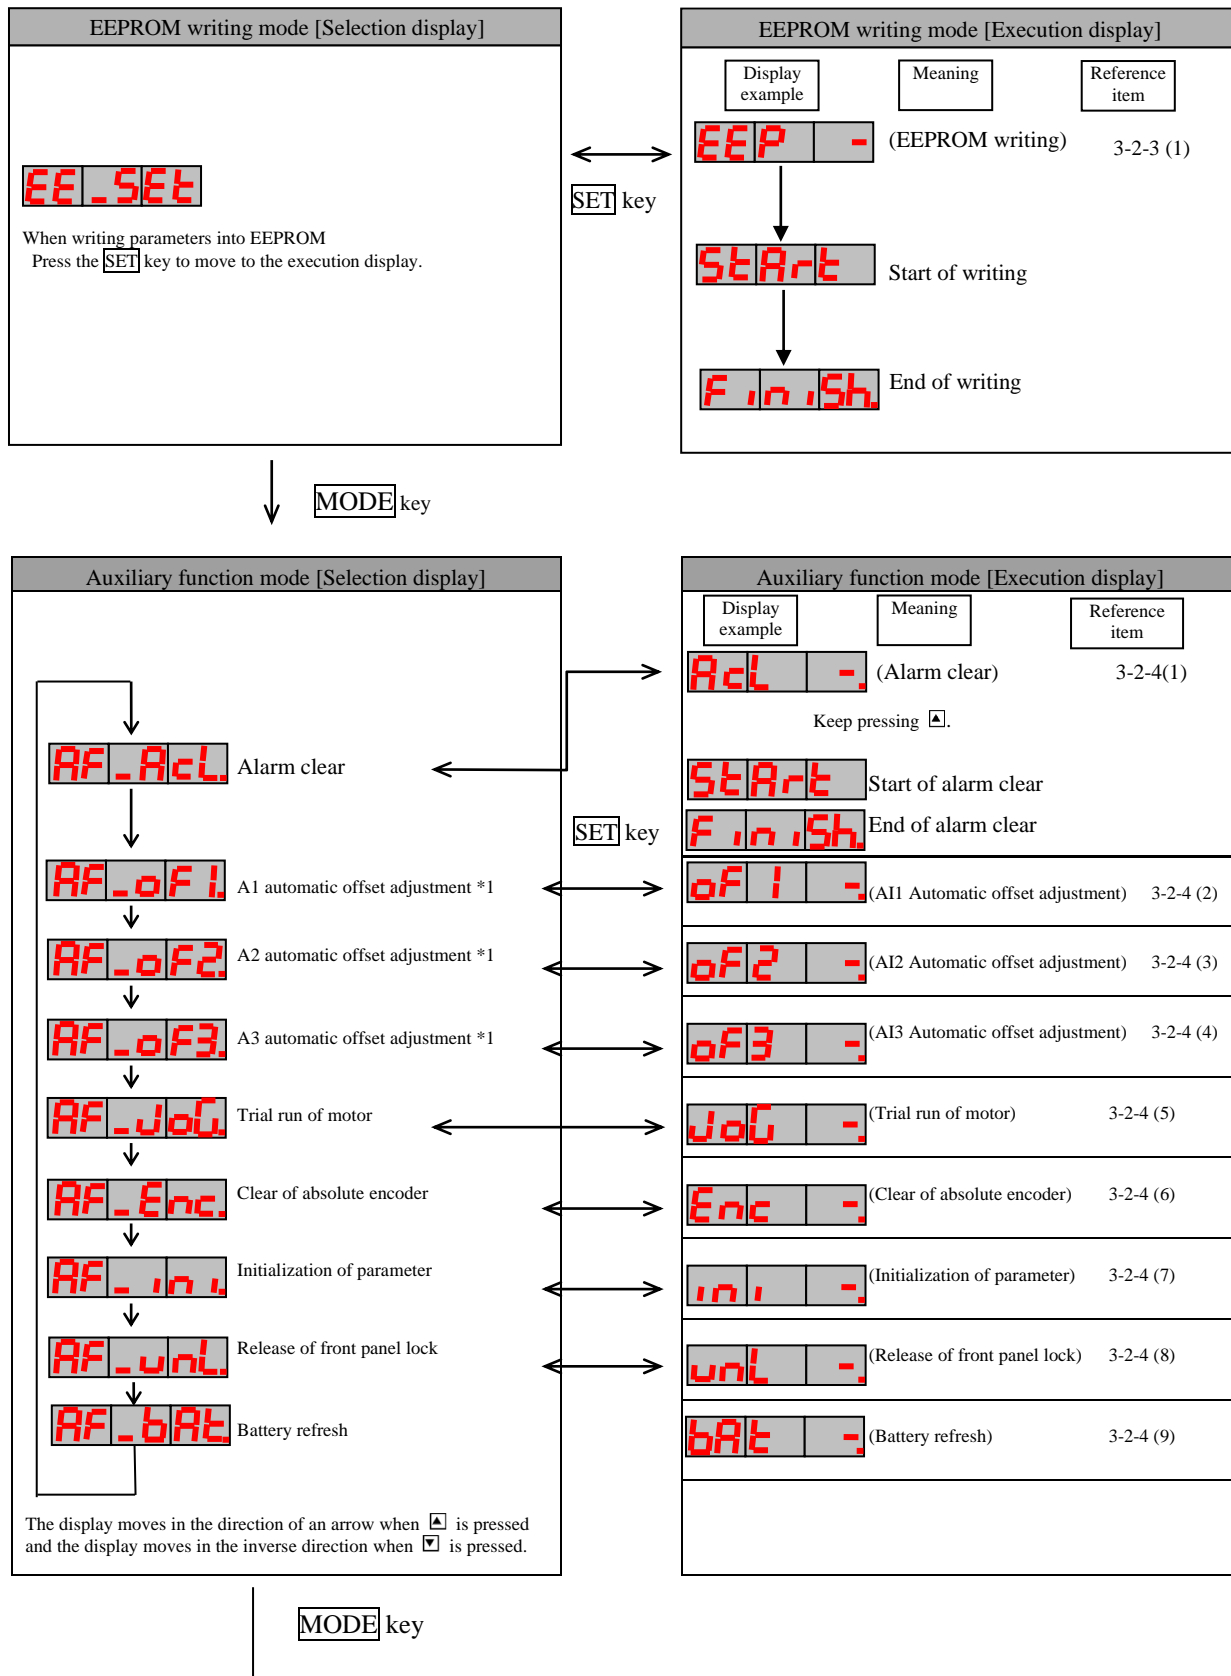 EEPROM writing mode [Selection display]
EE_SEt
When writing parameters into EEPROM
Press the SET key to move to the execution display.
SET key
EEPROM writing mode [Execution display]
Display example
Meaning
Reference item
EEP -
(EEPROM writing)
3-2-3 (1)
StArt
Start of writing
FiniSh.
End of writing
MODE key
Auxiliary function mode [Selection display]
AF_AcL.
Alarm clear
AF_oF1.
A1 automatic offset adjustment *1
AF_oF2.
A2 automatic offset adjustment *1
AF_oF3.
A3 automatic offset adjustment *1
AF_JoG.
Trial run of motor
AF_Enc.
Clear of absolute encoder
AF_ini.
Initialization of parameter
AF_unL.
Release of front panel lock
AF_bAt.
Battery refresh
The display moves in the direction of an arrow when ▲ is pressed
and the display moves in the inverse direction when ▼ is pressed.
SET key
Auxiliary function mode [Execution display]
Display example
Meaning
Reference item
AcL -.
(Alarm clear)
3-2-4(1)
Keep pressing ▲.
StArt
Start of alarm clear
FiniSh.
End of alarm clear
oF1 -.
(AI1 Automatic offset adjustment) 3-2-4 (2)
oF2 -.
(AI2 Automatic offset adjustment) 3-2-4 (3)
oF3 -.
(AI3 Automatic offset adjustment) 3-2-4 (4)
JoG -.
(Trial run of motor) 3-2-4 (5)
Enc -.
(Clear of absolute encoder) 3-2-4 (6)
ini -.
(Initialization of parameter) 3-2-4 (7)
unL -.
(Release of front panel lock) 3-2-4 (8)
bAt -.
(Battery refresh) 3-2-4 (9)
MODE key